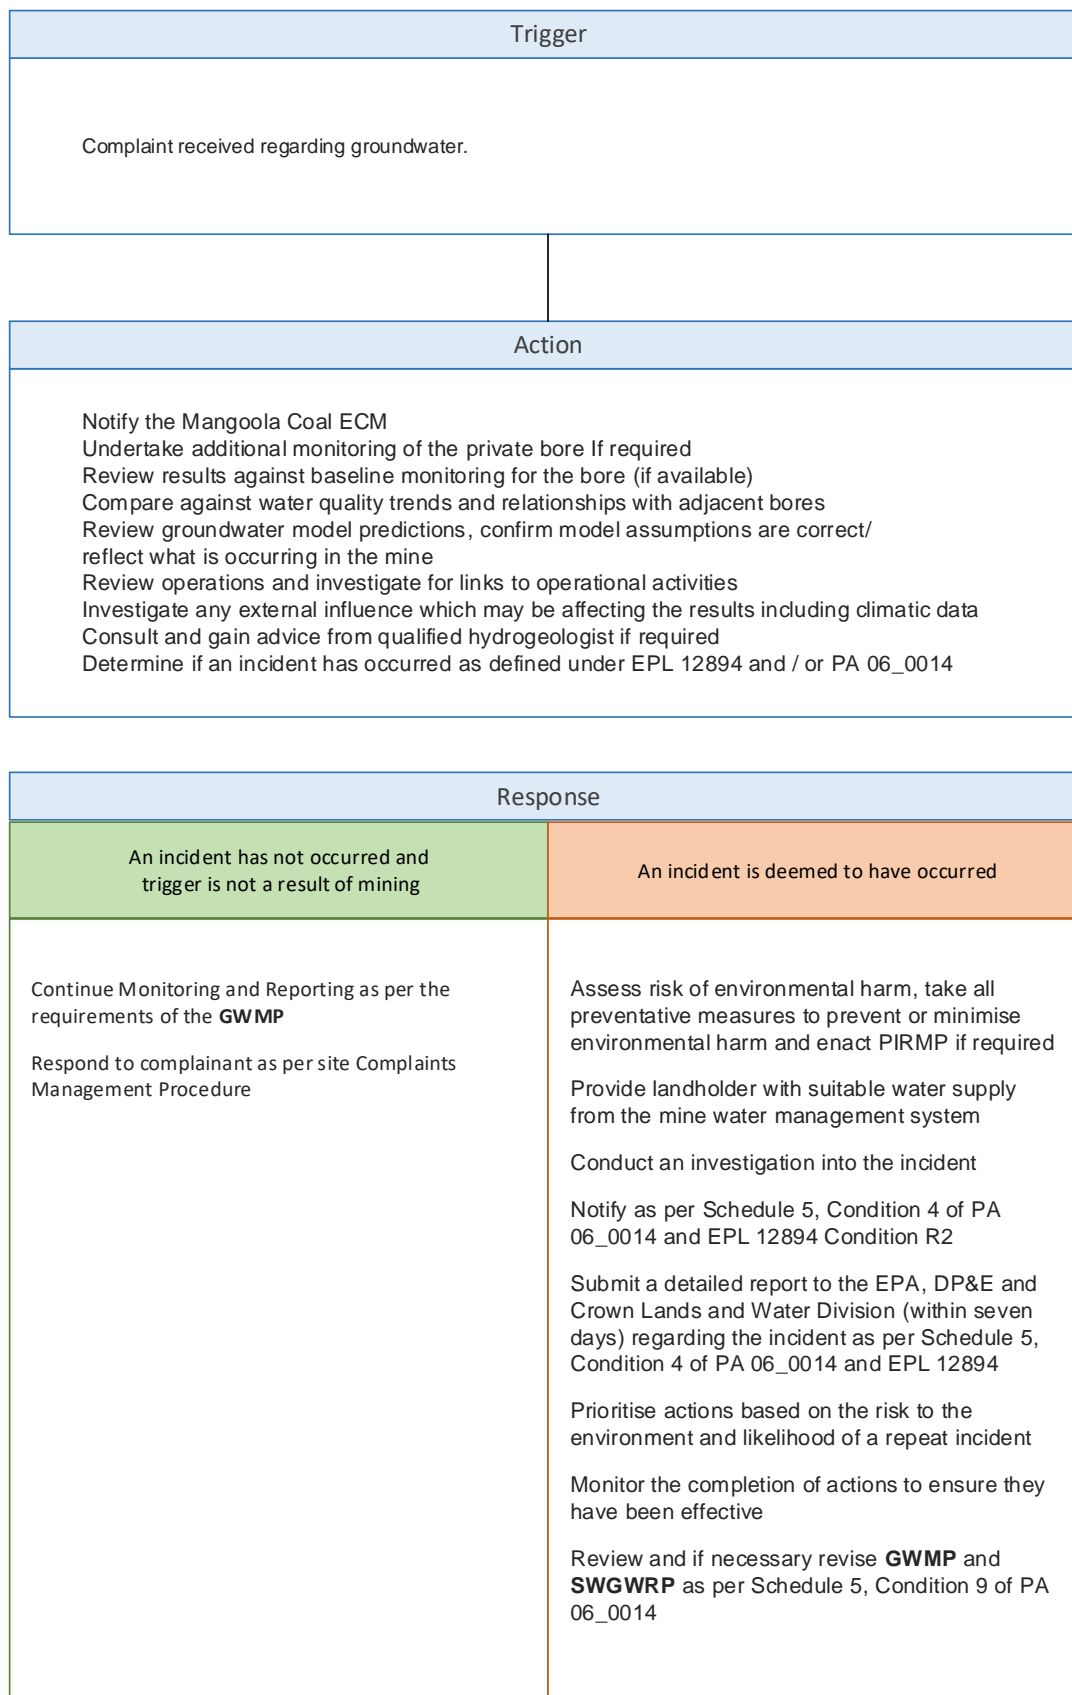 Trigger
Complaint received regarding groundwater.
Action
Notify the Mangoola Coal ECM
Undertake additional monitoring of the private bore If required
Review results against baseline monitoring for the bore (if available)
Compare against water quality trends and relationships with adjacent bores
Review groundwater model predictions, confirm model assumptions are correct/
reflect what is occurring in the mine
Review operations and investigate for links to operational activities
Investigate any external influence which may be affecting the results including climatic data
Consult and gain advice from qualified hydrogeologist if required
Determine if an incident has occurred as defined under EPL 12894 and / or PA 06_0014
Response
An incident has not occurred and
trigger is not a result of mining
Continue Monitoring and Reporting as per the
requirements of the GWMP
Respond to complainant as per site Complaints
Management Procedure
An incident is deemed to have occurred
Assess risk of environmental harm, take all
preventative measures to prevent or minimise
environmental harm and enact PIRMP if required
Provide landholder with suitable water supply
from the mine water management system
Conduct an investigation into the incident
Notify as per Schedule 5, Condition 4 of PA
06_0014 and EPL 12894 Condition R2
Submit a detailed report to the EPA, DP&E and
Crown Lands and Water Division (within seven
days) regarding the incident as per Schedule 5,
Condition 4 of PA 06_0014 and EPL 12894
Prioritise actions based on the risk to the
environment and likelihood of a repeat incident
Monitor the completion of actions to ensure they
have been effective
Review and if necessary revise GWMP and
SWGWRP as per Schedule 5, Condition 9 of PA
06_0014